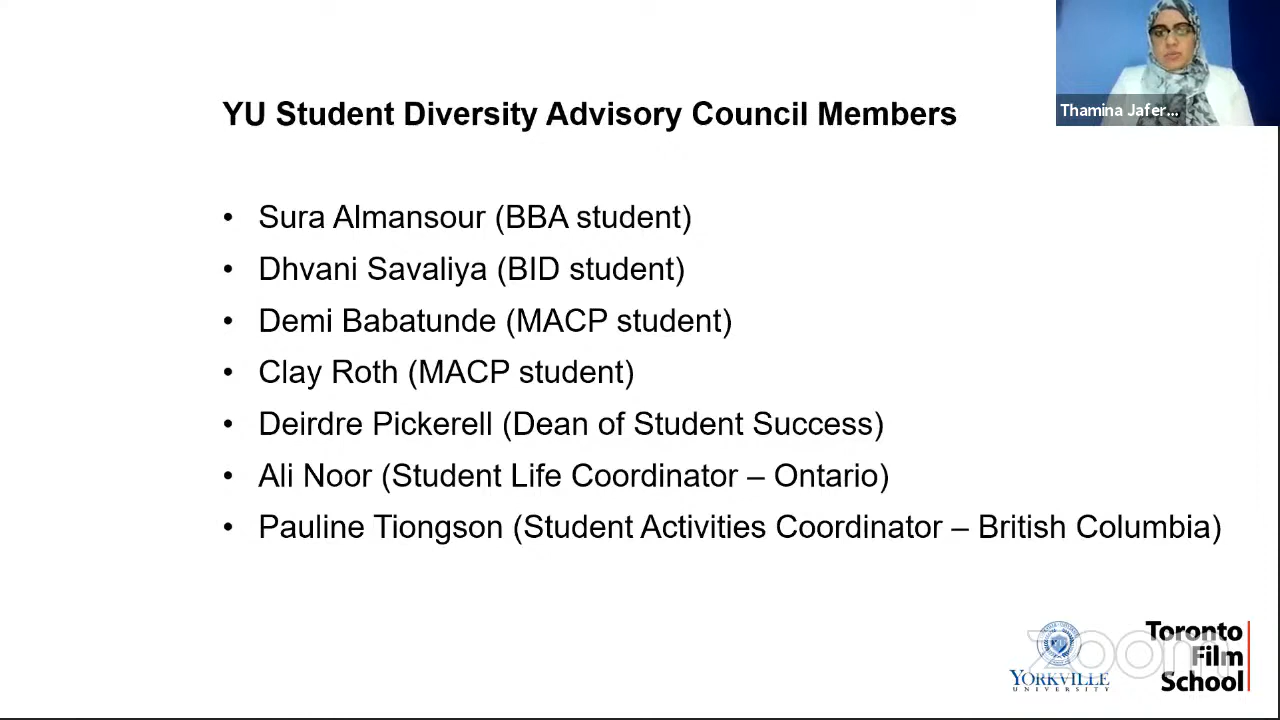 YU Student Diversity Advisory Council Members
Thamina Jafer...
• Sura Almansour (BBA student)
• Dhvani Savaliya (BID student)
• Demi Babatunde (MACP student)
• Clay Roth (MACP student)
• Deirdre Pickerell (Dean of Student Success)
• Ali Noor (Student Life Coordinator – Ontario)
• Pauline Tiongson (Student Activities Coordinator – British Columbia)
zoom
YORKVILLE
UNIVERSITY
Toronto
Film
School